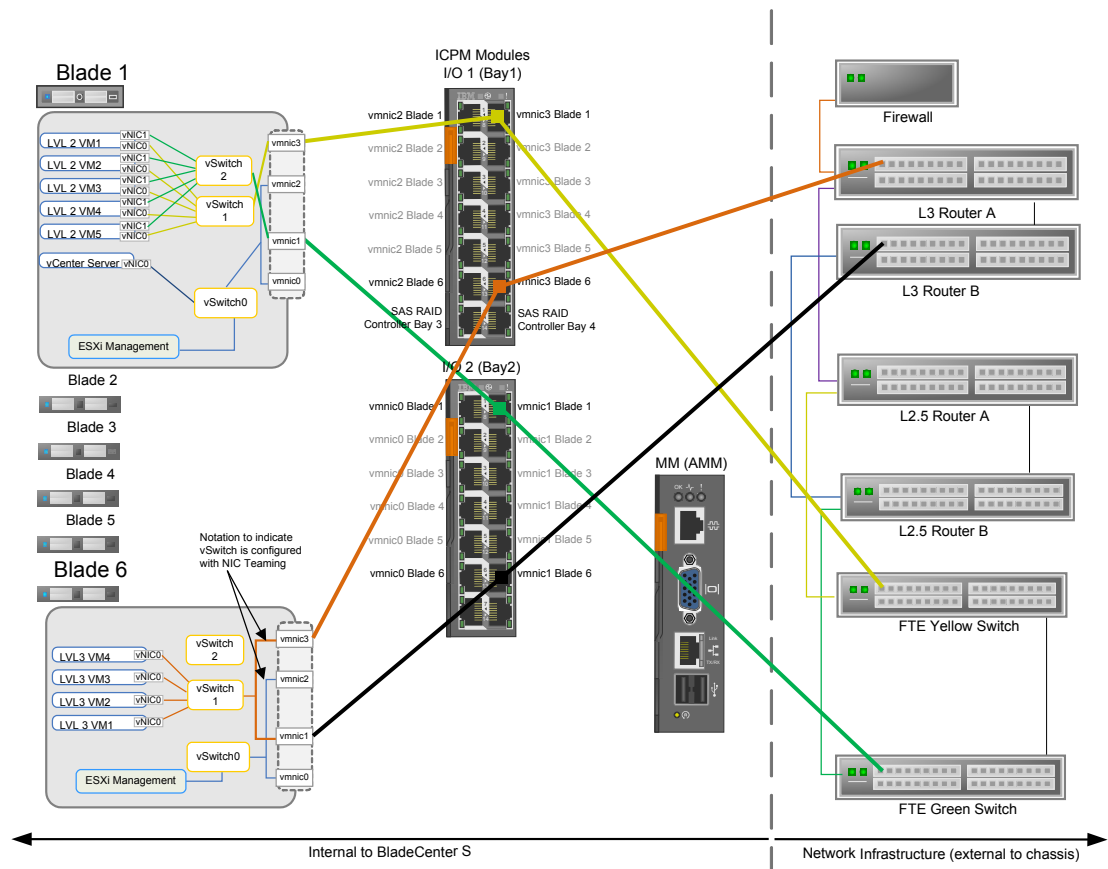 ICPM Modules
I/O 1 (Bay1)
Blade 1
LVL 2 VM1
LVL 2 VM2
LVL 2 VM3
LVL 2 VM4
LVL 2 VM5
vCenter Server
vNIC1
vNIC0
vNIC1
vNIC0
vNIC1
vNIC0
vNIC1
vNIC0
vNIC1
vNIC0
vNIC0
vSwitch
2
vSwitch
1
vSwitch0
ESXi Management
vmnic3
vmnic2
vmnic1
vmnic0
IBM
vmnic2 Blade 1
vmnic2 Blade 2
vmnic2 Blade 3
vmnic2 Blade 4
vmnic2 Blade 5
vmnic2 Blade 6
SAS RAID
Controller Bay 3
vmnic3 Blade 1
vmnic3 Blade 2
vmnic3 Blade 3
vmnic3 Blade 4
vmnic3 Blade 5
vmnic3 Blade 6
SAS RAID
Controller Bay 4
I/O 2 (Bay2)
IBM
vmnic0 Blade 1
vmnic0 Blade 2
vmnic0 Blade 3
vmnic0 Blade 4
vmnic0 Blade 5
vmnic0 Blade 6
vmnic1 Blade 1
vmnic1 Blade 2
vmnic1 Blade 3
vmnic1 Blade 4
vmnic1 Blade 5
vmnic1 Blade 6
Blade 2
Blade 3
Blade 4
Blade 5
Blade 6
Notation to indicate
vSwitch is configured
with NIC Teaming
LVL3 VM4
LVL3 VM3
LVL3 VM2
LVL 3 VM1
vNIC0
vNIC0
vNIC0
vNIC0
vSwitch
2
vSwitch
1
vSwitch0
ESXi Management
vmnic3
vmnic2
vmnic1
vmnic0
MM (AMM)
OK
Firewall
L3 Router A
L3 Router B
L2.5 Router A
L2.5 Router B
FTE Yellow Switch
FTE Green Switch
Internal to BladeCenter S
Network Infrastructure (external to chassis)